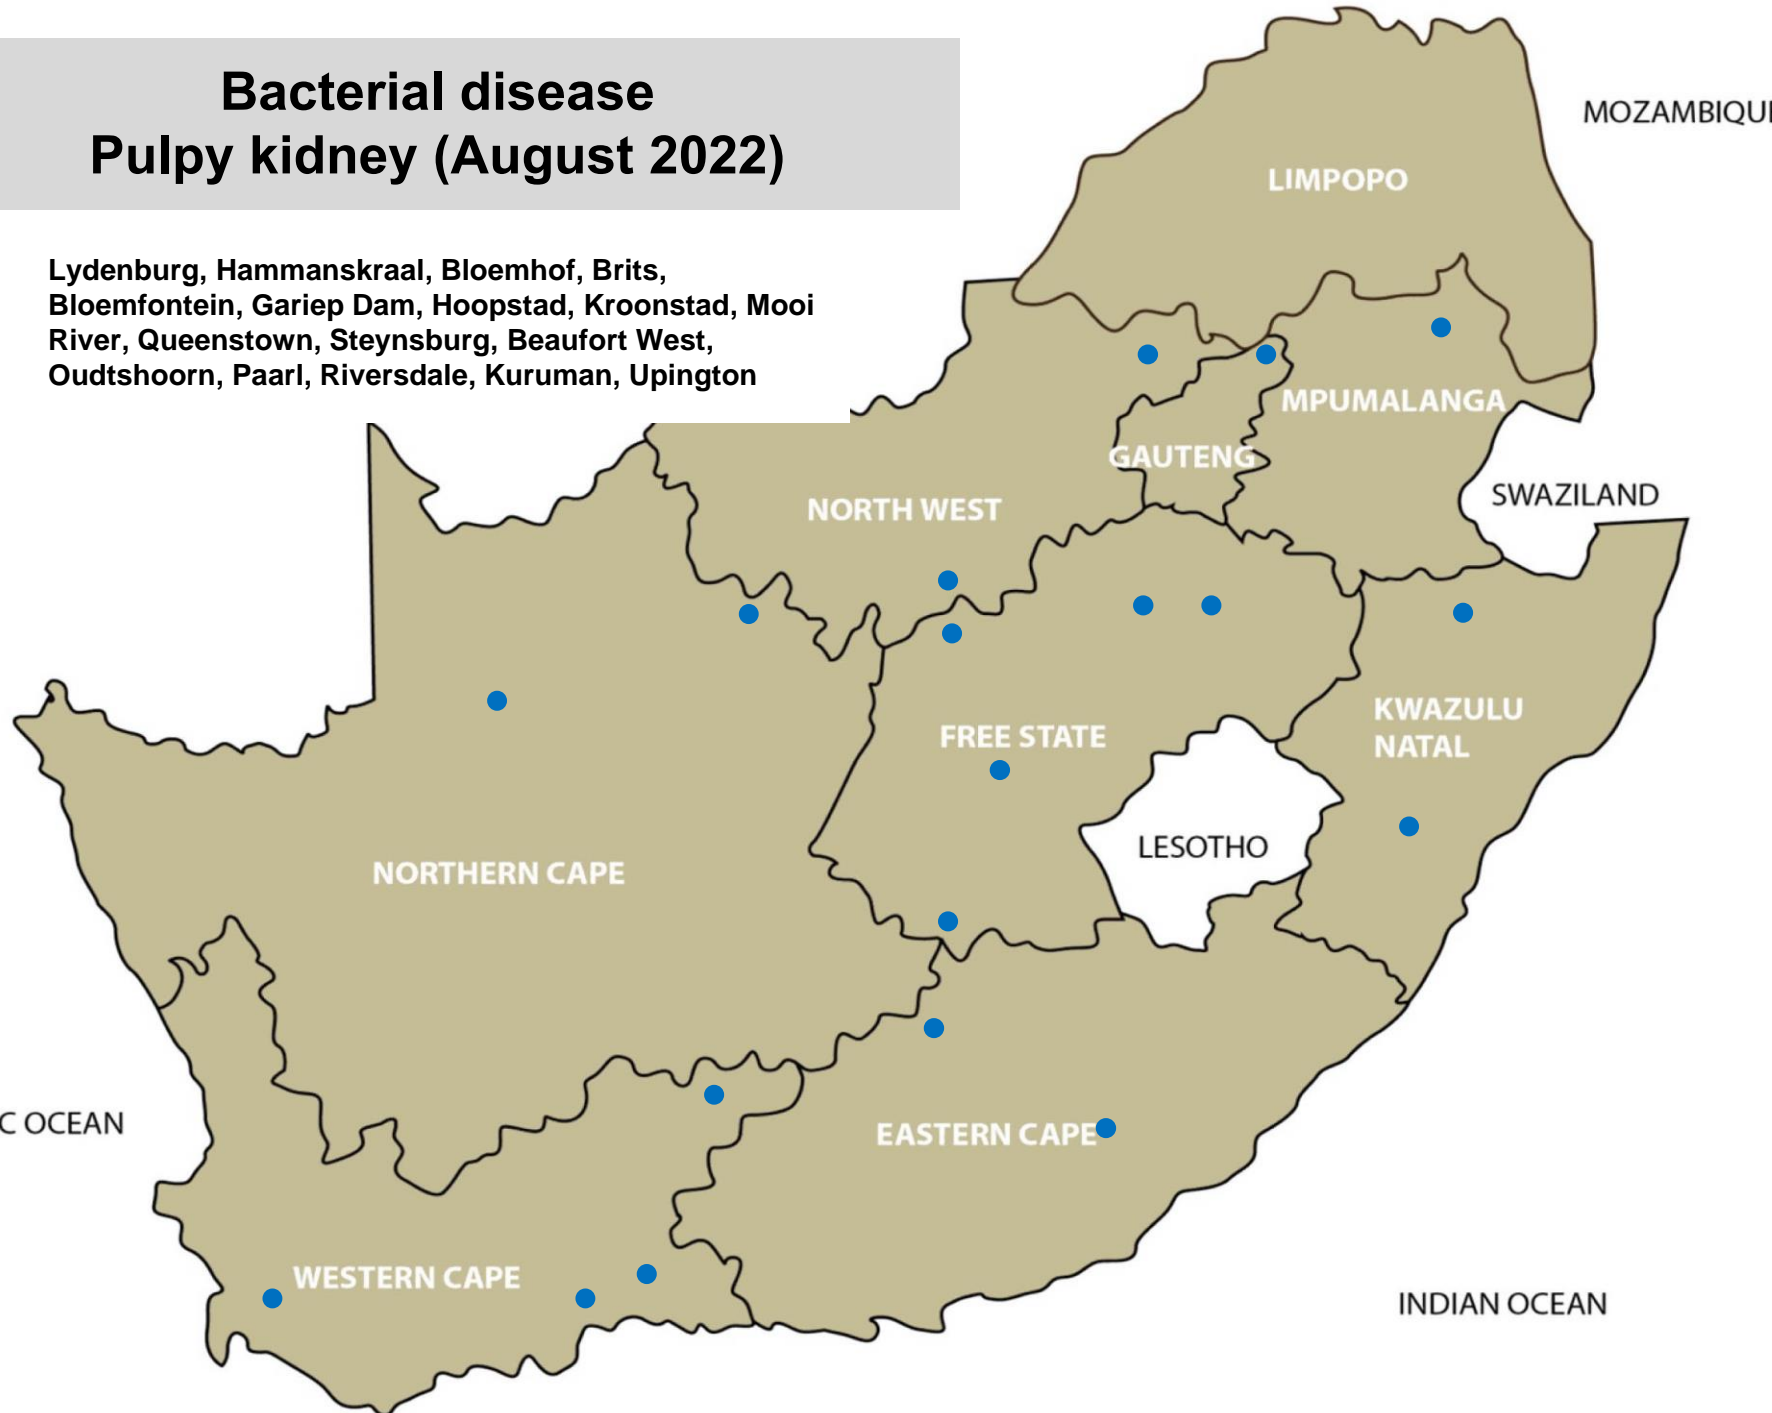 Bacterial disease
Pulpy kidney (August 2022)
Lydenburg, Hammanskraal, Bloemhof, Brits,
Bloemfontein, Gariep Dam, Hoopstad, Kroonstad, Mooi
River, Queenstown, Steynsburg, Beaufort West,
Oudtshoorn, Paarl, Riversdale, Kuruman, Upington
MOZAMBIQUE
LIMPOPO
MPUMALANGA
GAUTENG
NORTH WEST
SWAZILAND
KWAZULU
NATAL
FREE STATE
LESOTHO
NORTHERN CAPE
C OCEAN
EASTERN CAPE
WESTERN CAPE
INDIAN OCEAN